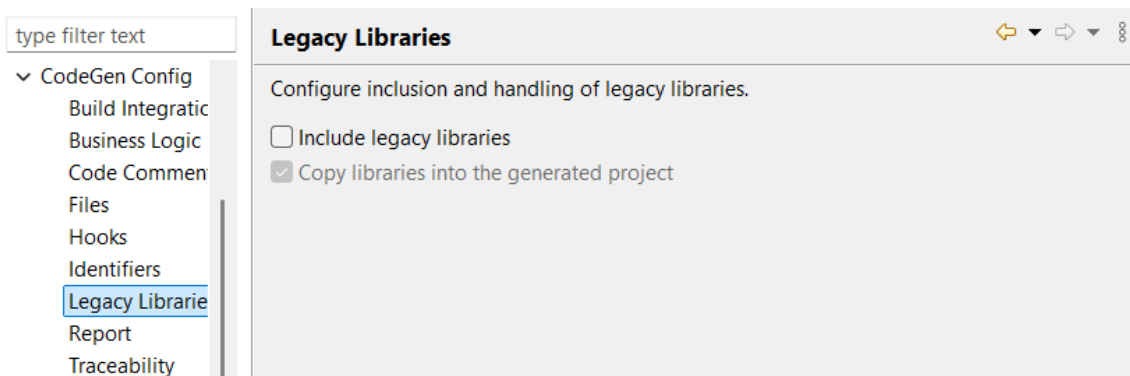 type filter text
CodeGen Config
Build Integratic
Business Logic
Code Commen
Files
Hooks
Identifiers
Legacy Librarie
Report
Traceability
Legacy Libraries
Configure inclusion and handling of legacy libraries.
Include legacy libraries
Copy libraries into the generated project